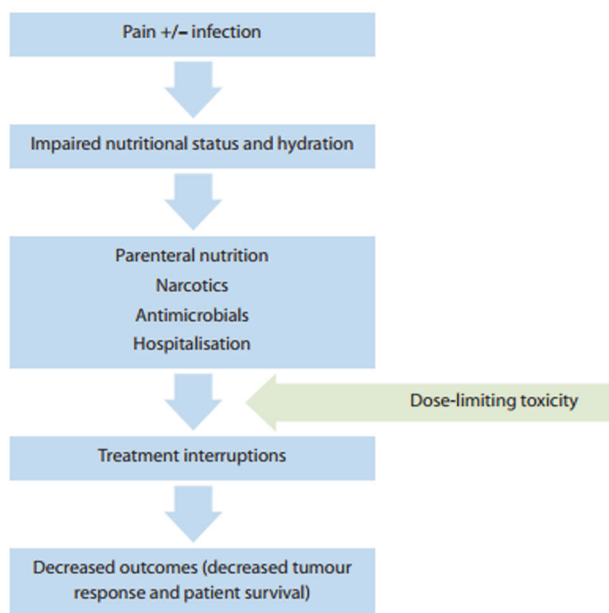 Pain +/– infection
Impaired nutritional status and hydration
Parenteral nutrition
Narcotics
Antimicrobials
Hospitalisation
Dose-limiting toxicity
Treatment interruptions
Decreased outcomes (decreased tumour
response and patient survival)